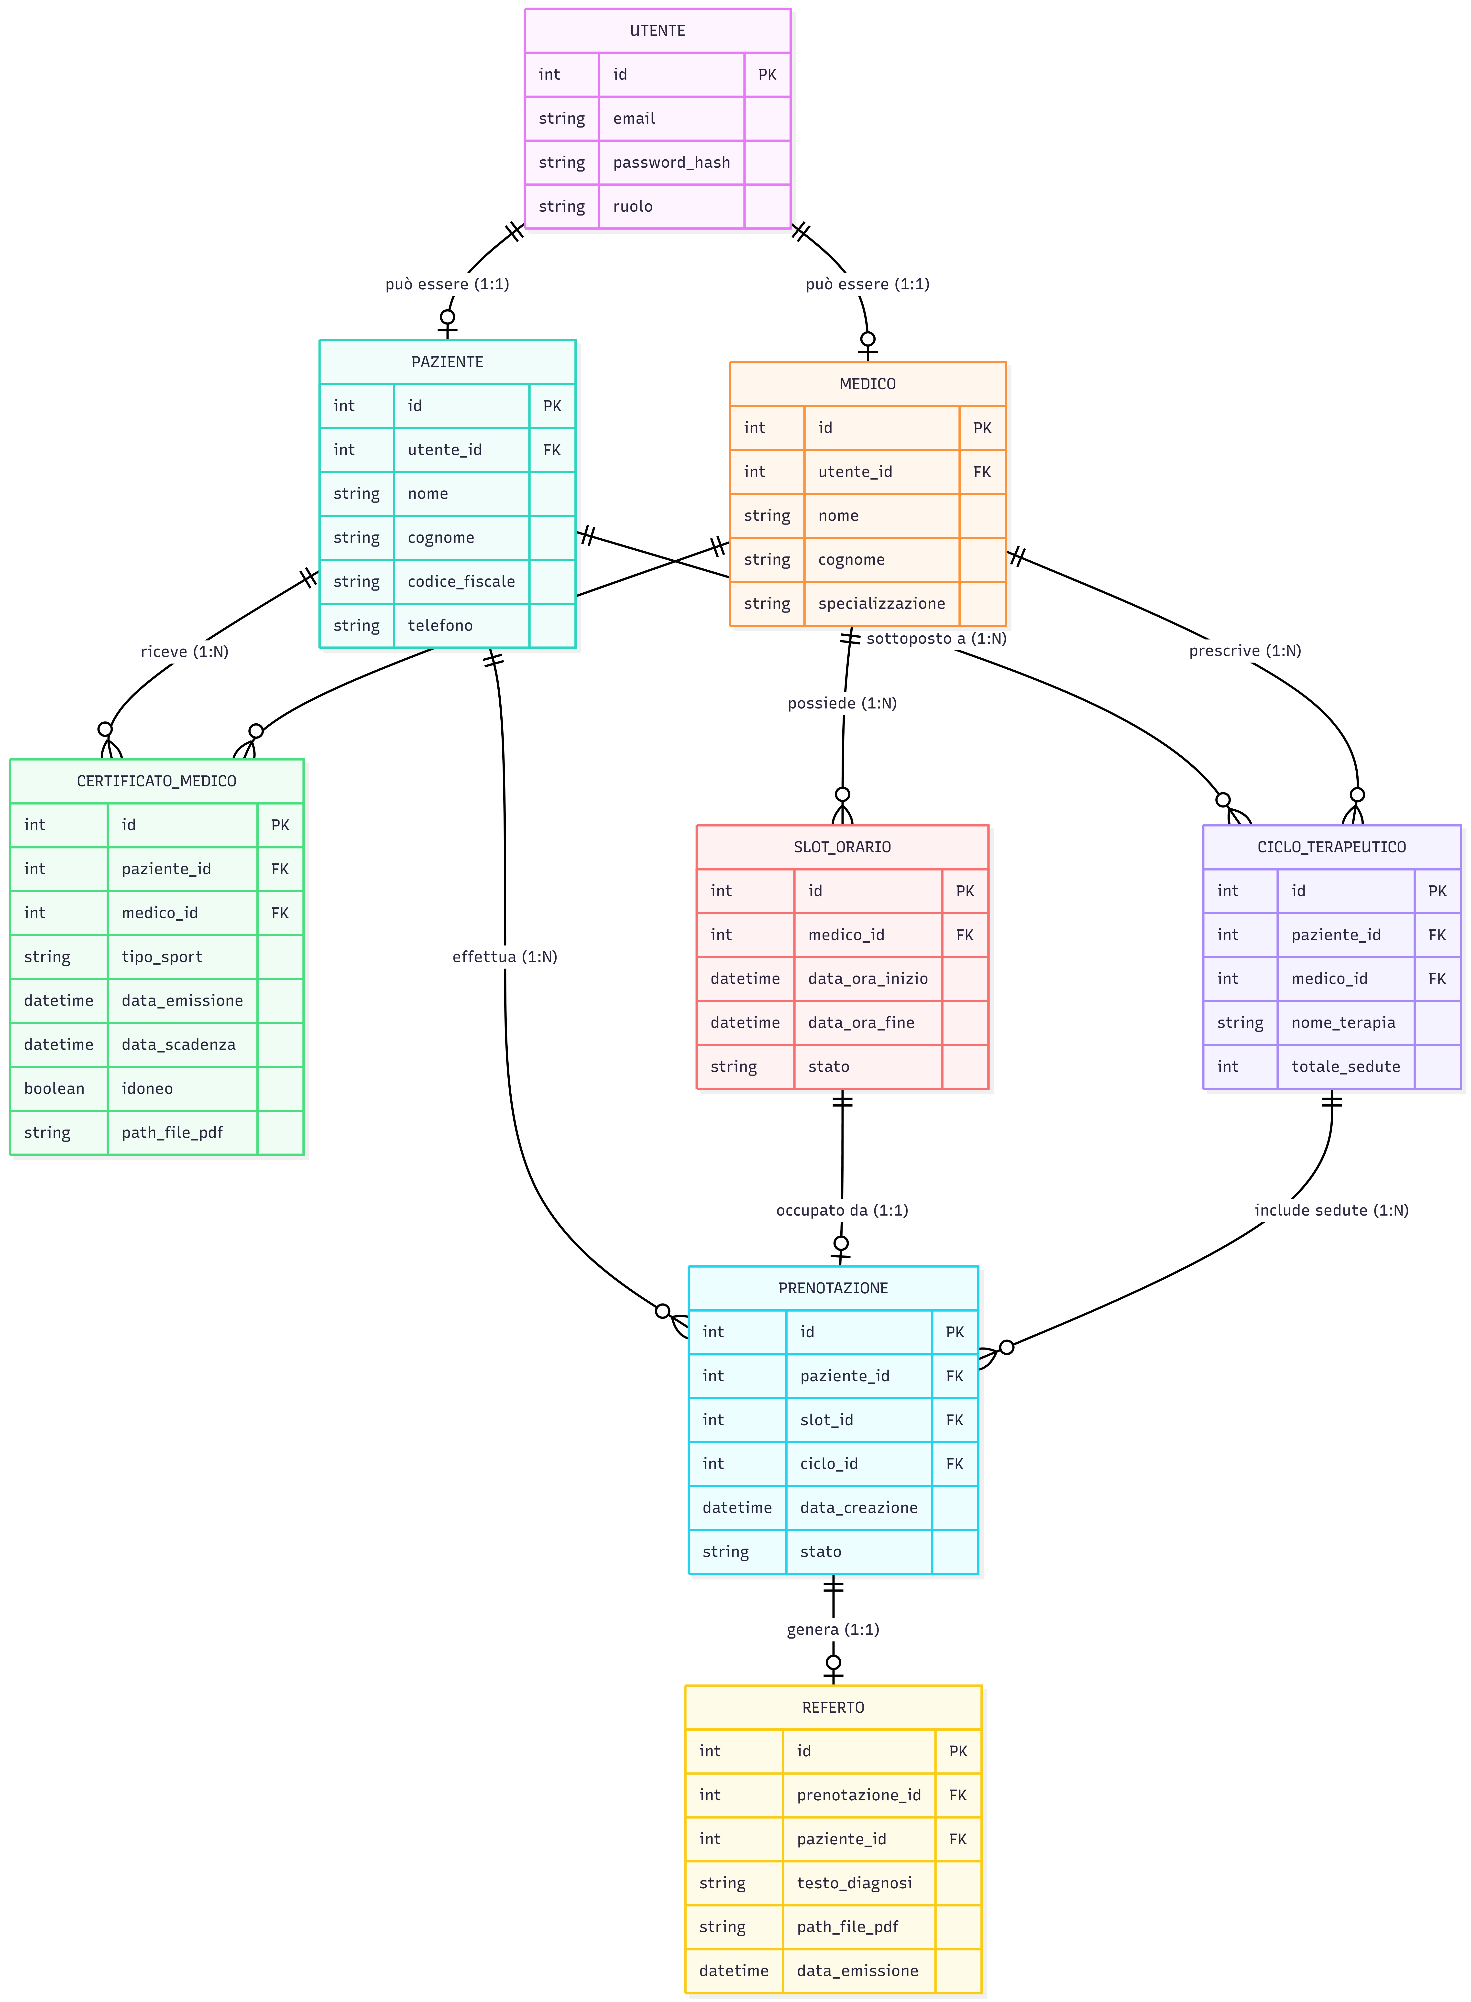 UTENTE
int id PK
string email
string password_hash
string ruolo
può essere (1:1)
può essere (1:1)
PAZIENTE
int id PK
int utente_id FK
string nome
string cognome
string codice_fiscale
string telefono
MEDICO
int id PK
int utente_id FK
string nome
string cognome
string specializzazione
riceve (1:N)
sottoposto a (1:N)
prescrive (1:N)
possiede (1:N)
CERTIFICATO_MEDICO
int id PK
int paziente_id FK
int medico_id FK
string tipo_sport
datetime data_emissione
datetime data_scadenza
boolean idoneo
string path_file_pdf
effettua (1:N)
SLOT_ORARIO
int id PK
int medico_id FK
datetime data_ora_inizio
datetime data_ora_fine
string stato
CICLO_TERAPEUTICO
int id PK
int paziente_id FK
int medico_id FK
string nome_terapia
int totale_sedute
occupato da (1:1)
include sedute (1:N)
PRENOTAZIONE
int id PK
int paziente_id FK
int slot_id FK
int ciclo_id FK
datetime data_creazione
string stato
genera (1:1)
REFERTO
int id PK
int prenotazione_id FK
int paziente_id FK
string testo_diagnosi
string path_file_pdf
datetime data_emissione